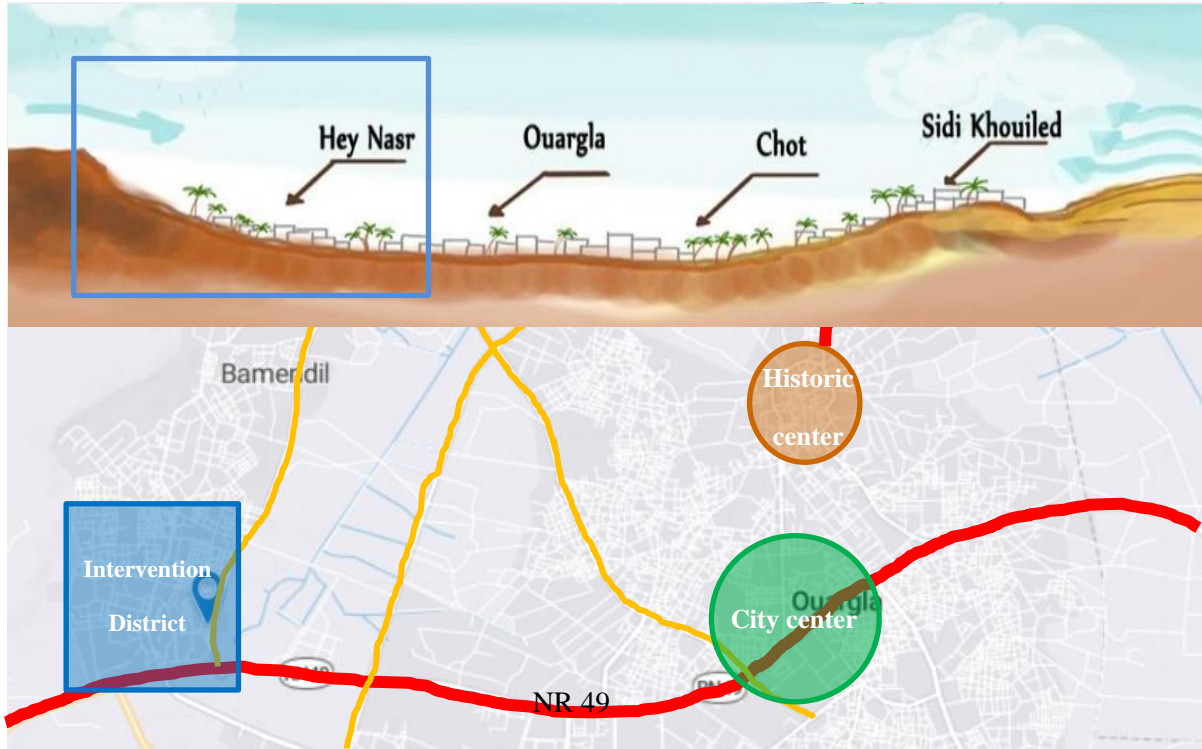 Hey Nasr
Ouargla
Chot
Sidi Khouiled
Bamendil
Historic
center
Intervention
District
Ouargla
City center
NR 49